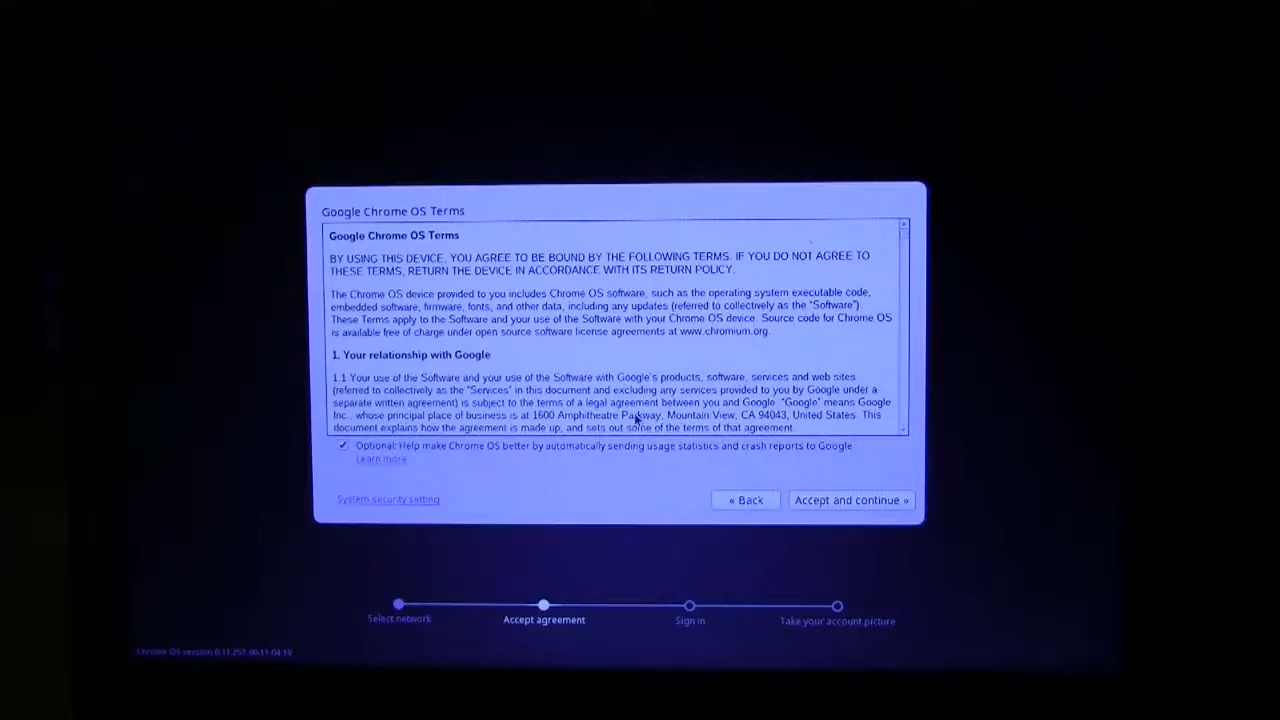 Google Chrome OS Terms
Google Chrome OS Terms
BY USING THIS DEVICE, YOU AGREE TO BE BOUND BY THE FOLLOWING TERMS. IF YOU DO NOT AGREE TO
THESE TERMS, RETURN THE DEVICE IN ACCORDANCE WITH ITS RETURN POLICY.
The Chrome OS device provided to you includes Chrome OS software, such as the operating system executable code,
embedded software, firmware, fonts, and other data, including any updates (referred to collectively as the "Software").
These Terms apply to the Software and your use of the Software with your Chrome OS device. Source code for Chrome OS
is available free of charge under open source software license agreements at www.chromium.org.
1. Your relationship with Google
1.1 Your use of the Software and your use of the Software with Google's products, software, services and web sites
(referred to collectively as the "Services" in this document and excluding any services provided to you by Google under a
separate written agreement) is subject to the terms of a legal agreement between you and Google. "Google" means Google
Inc., whose principal place of business is at 1600 Amphitheatre Parkway, Mountain View, CA 94043, United States. This
document explains how the agreement is made up, and sets out some of the terms of that agreement.
Optional: Help make Chrome OS better by automatically sending usage statistics and crash reports to Google
Learn more
System security setting
« Back
Accept and continue »
Select network
Accept agreement
Sign in
Take your account picture
Chrome OS version